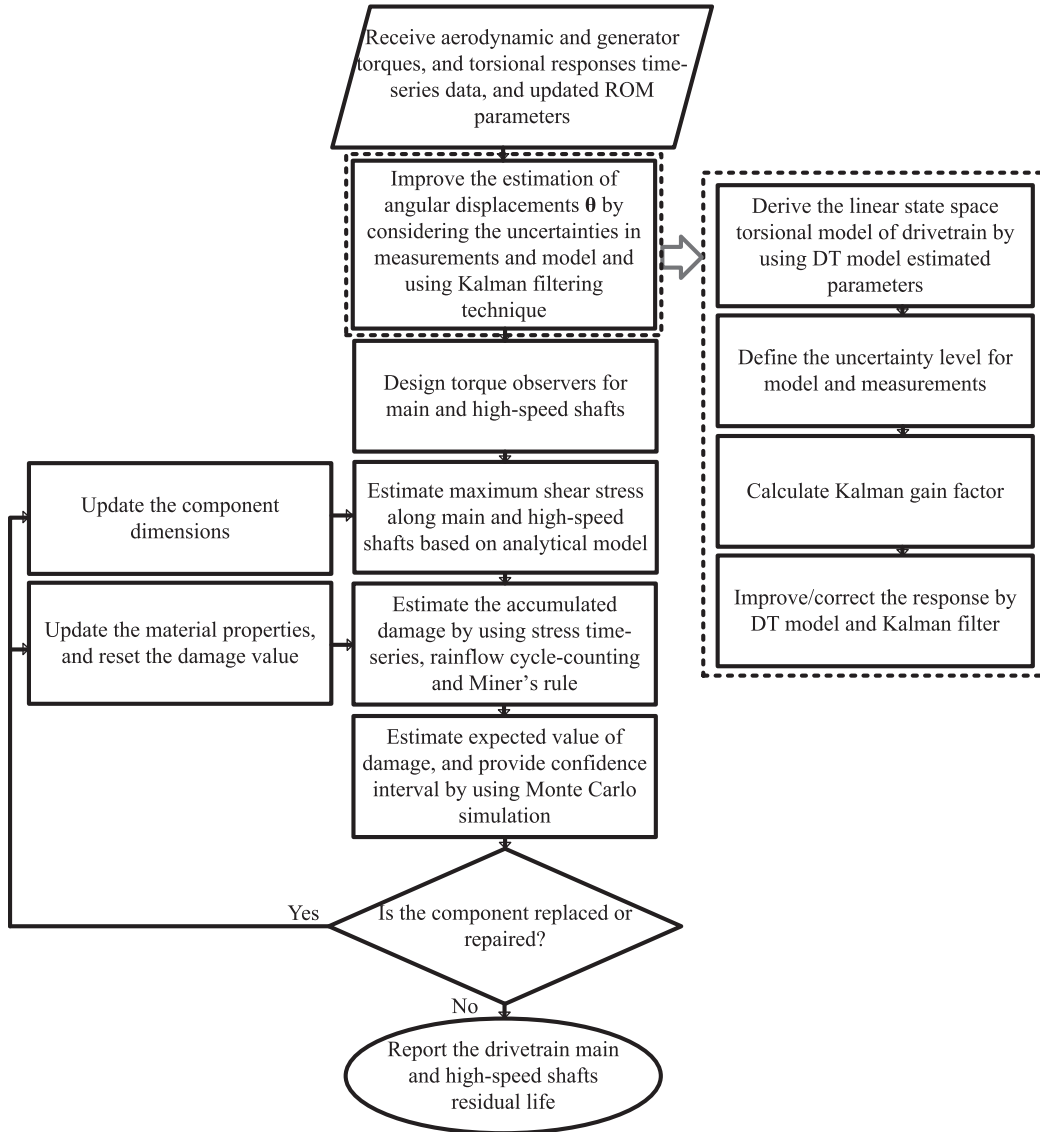 Receive aerodynamic and generator
torques, and torsional responses time-
series data, and updated ROM
parameters
Improve the estimation of
angular displacements θ by
considering the uncertainties in
measurements and model and
using Kalman filtering
technique
Derive the linear state space
torsional model of drivetrain by
using DT model estimated
parameters
Define the uncertainty level for
model and measurements
Calculate Kalman gain factor
Improve/correct the response by
DT model and Kalman filter
Design torque observers for
main and high-speed shafts
Update the component
dimensions
Estimate maximum shear stress
along main and high-speed
shafts based on analytical model
Update the material properties,
and reset the damage value
Estimate the accumulated
damage by using stress time-
series, rainflow cycle-counting
and Miner’s rule
Estimate expected value of
damage, and provide confidence
interval by using Monte Carlo
simulation
Yes
Is the component replaced or
repaired?
No
Report the drivetrain main
and high-speed shafts
residual life